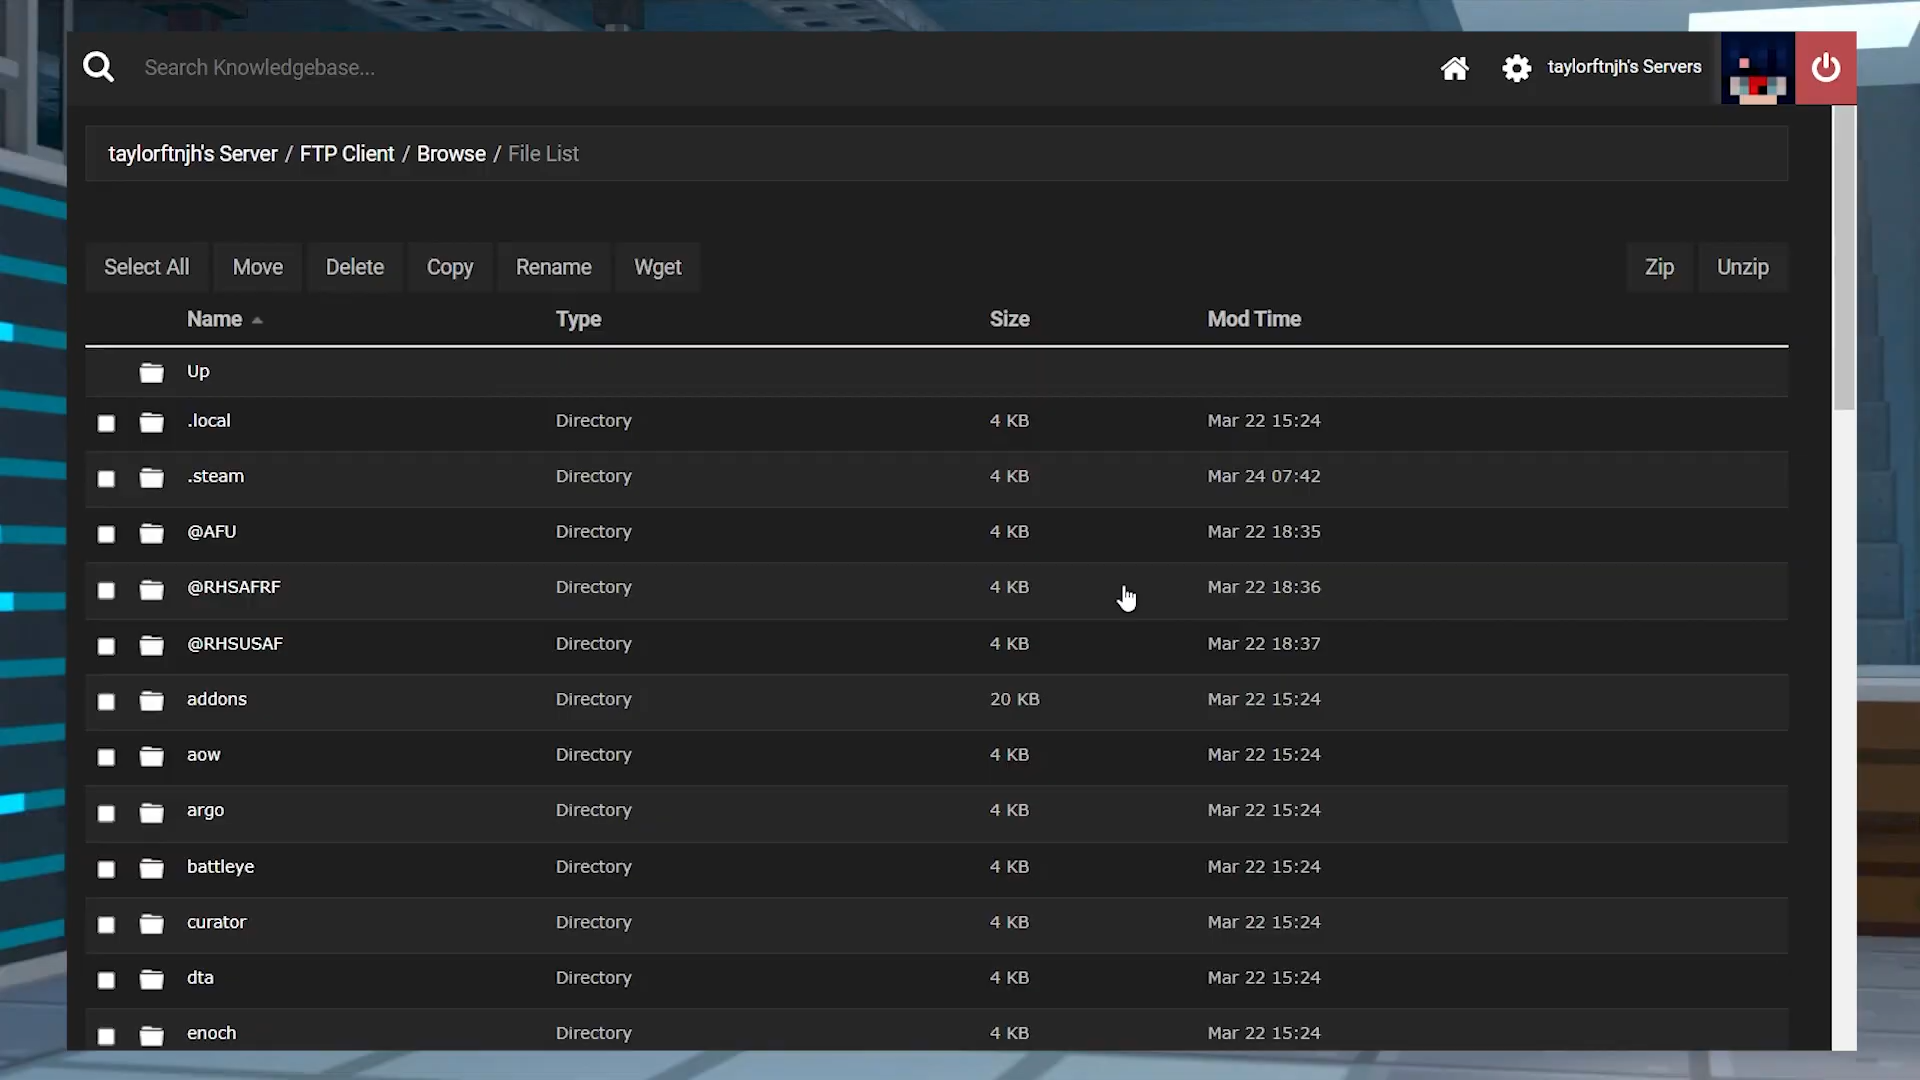 Search Knowledgebase...
taylorftnjh's Servers
taylorftnjh's Server / FTP Client / Browse / File List
Select All Move Delete Copy Rename Wget Zip Unzip
Name Type Size Mod Time
Up
.local Directory 4 KB Mar 22 15:24
.steam Directory 4 KB Mar 24 07:42
@AFU Directory 4 KB Mar 22 18:35
@RHSAFRF Directory 4 KB Mar 22 18:36
@RHSUSAF Directory 4 KB Mar 22 18:37
addons Directory 20 KB Mar 22 15:24
aow Directory 4 KB Mar 22 15:24
argo Directory 4 KB Mar 22 15:24
battleye Directory 4 KB Mar 22 15:24
curator Directory 4 KB Mar 22 15:24
dta Directory 4 KB Mar 22 15:24
enoch Directory 4 KB Mar 22 15:24